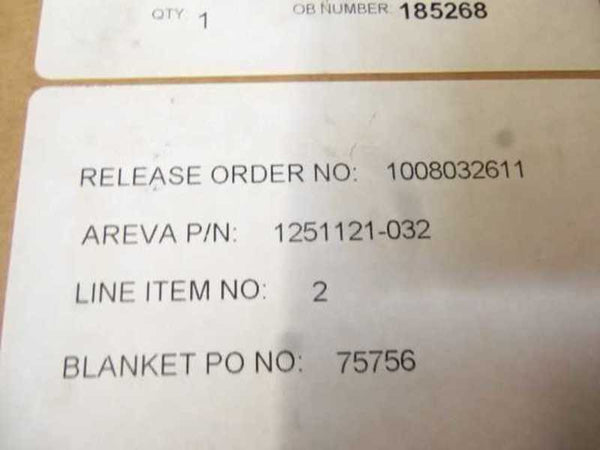 QTY: 1 OB NUMBER: 185268
RELEASE ORDER NO: 1008032611
AREVA P/N: 1251121-032
LINE ITEM NO: 2
BLANKET PO NO: 75756